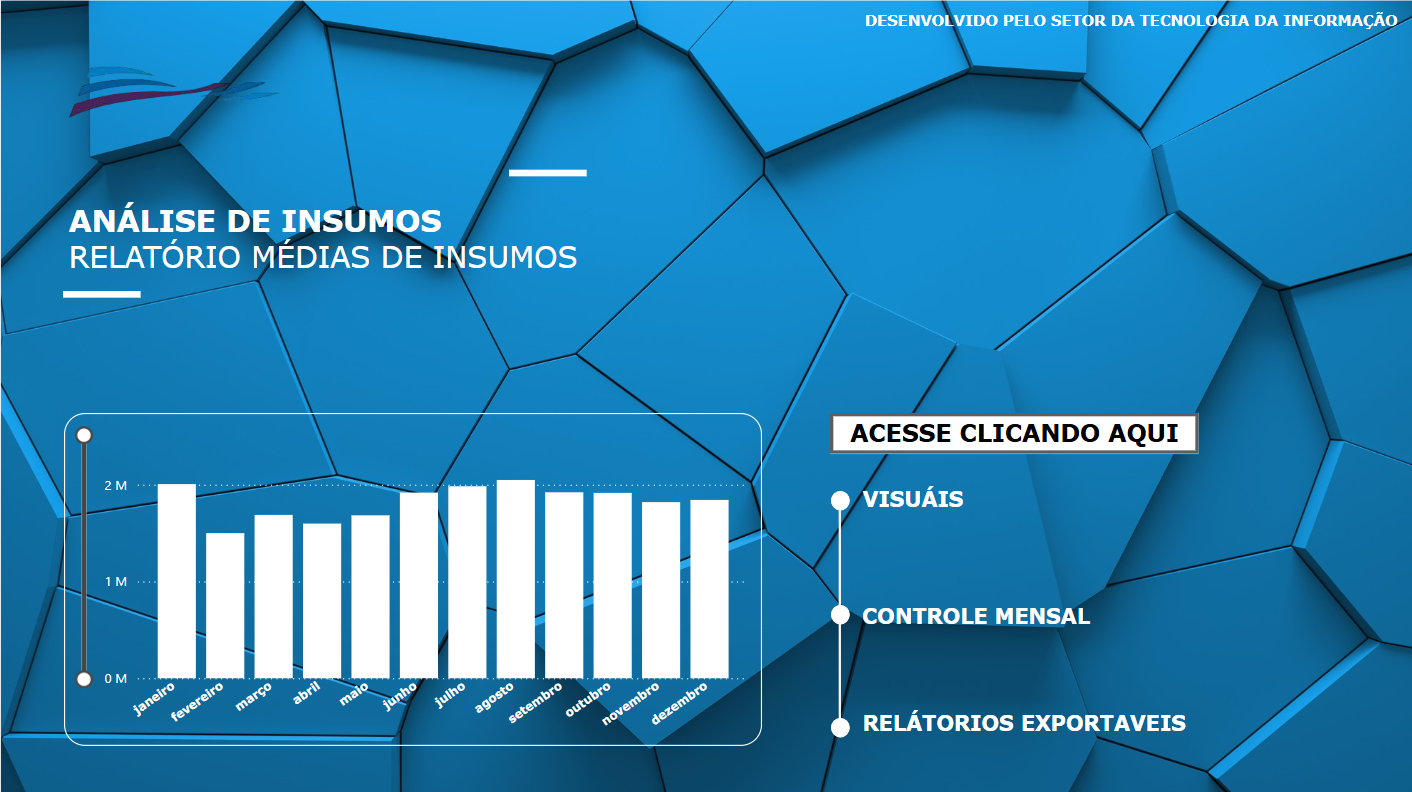 DESENVOLVIDO PELO SETOR DA TECNOLOGIA DA INFORMAÇÃO
ANÁLISE DE INSUMOS
RELATÓRIO MÉDIAS DE INSUMOS
2 M
1 M
0 M
janeiro
fevereiro
março
abril
maio
junho
julho
agosto
setembro
outubro
novembro
dezembro
ACESSE CLICANDO AQUI
VISUÁIS
CONTROLE MENSAL
RELÁTORIOS EXPORTAVEIS